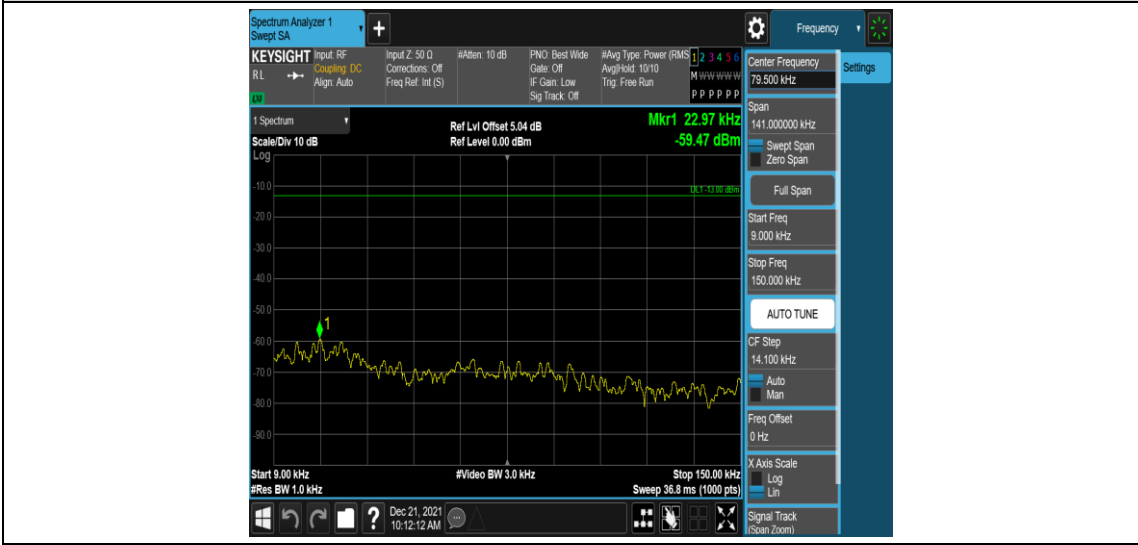 Spectrum Analyzer 1
Swept SA
+
Frequency
KEYSIGHT
RL
LXI
Input: RF
Coupling: DC
Align: Auto
Input Z: 50 Ω
Corrections: Off
Freq Ref: Int (S)
#Atten: 10 dB
PNO: Best Wide
Gate: Off
IF Gain: Low
Sig Track: Off
#Avg Type: Power (RMS
Avg|Hold: 10/10
Trig: Free Run
1 2 3 4 5 6
M W W W W W
P P P P P P
1 Spectrum
Scale/Div 10 dB
Log
Ref Lvl Offset 5.04 dB
Ref Level 0.00 dBm
Mkr1 22.97 kHz
-59.47 dBm
DL1 -13.00 dBm
-10.0
-20.0
-30.0
-40.0
-50.0
-60.0
-70.0
-80.0
-90.0
1
Start 9.00 kHz
#Res BW 1.0 kHz
#Video BW 3.0 kHz
Stop 150.00 kHz
Sweep 36.8 ms (1000 pts)
?
Dec 21, 2021
10:12:12 AM
Center Frequency
79.500 kHz
Span
141.000000 kHz
Swept Span
Zero Span
Full Span
Start Freq
9.000 kHz
Stop Freq
150.000 kHz
AUTO TUNE
CF Step
14.100 kHz
Auto
Man
Freq Offset
0 Hz
X Axis Scale
Log
Lin
Signal Track
(Span Zoom)
Settings